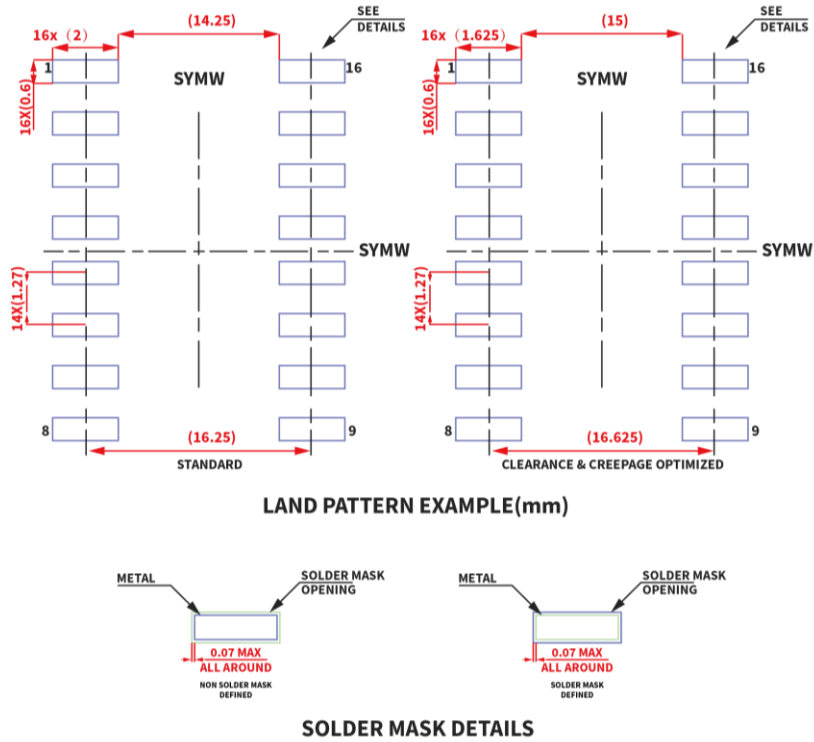 (14.25)
SEE
DETAILS
16x（2）
1
16
16X(0.6)
SYMW
SYMW
14X(1.27)
8
9
(16.25)
STANDARD
(15)
SEE
DETAILS
16x（1.625）
1
16
16X(0.6)
SYMW
SYMW
14X(1.27)
8
9
(16.625)
CLEARANCE & CREEPAGE OPTIMIZED
LAND PATTERN EXAMPLE(mm)
METAL
SOLDER MASK
OPENING
0.07 MAX
ALL AROUND
NON SOLDER MASK
DEFINED
METAL
SOLDER MASK
OPENING
0.07 MAX
ALL AROUND
SOLDER MASK
DEFINED
SOLDER MASK DETAILS